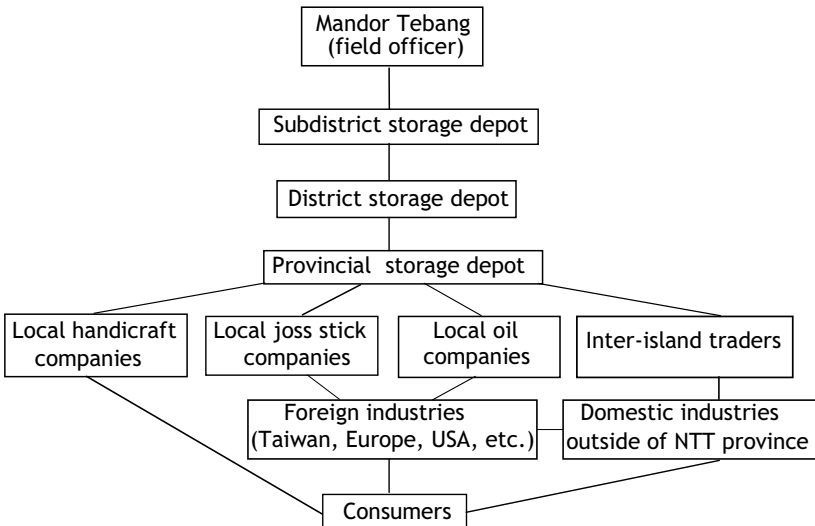 Mandor Tebang
(field officer)
Subdistrict storage depot
District storage depot
Provincial storage depot
Local handicraft
companies
Local joss stick
companies
Local oil
companies
Inter-island traders
Foreign industries
(Taiwan, Europe, USA, etc.)
Domestic industries
outside of NTT province
Consumers